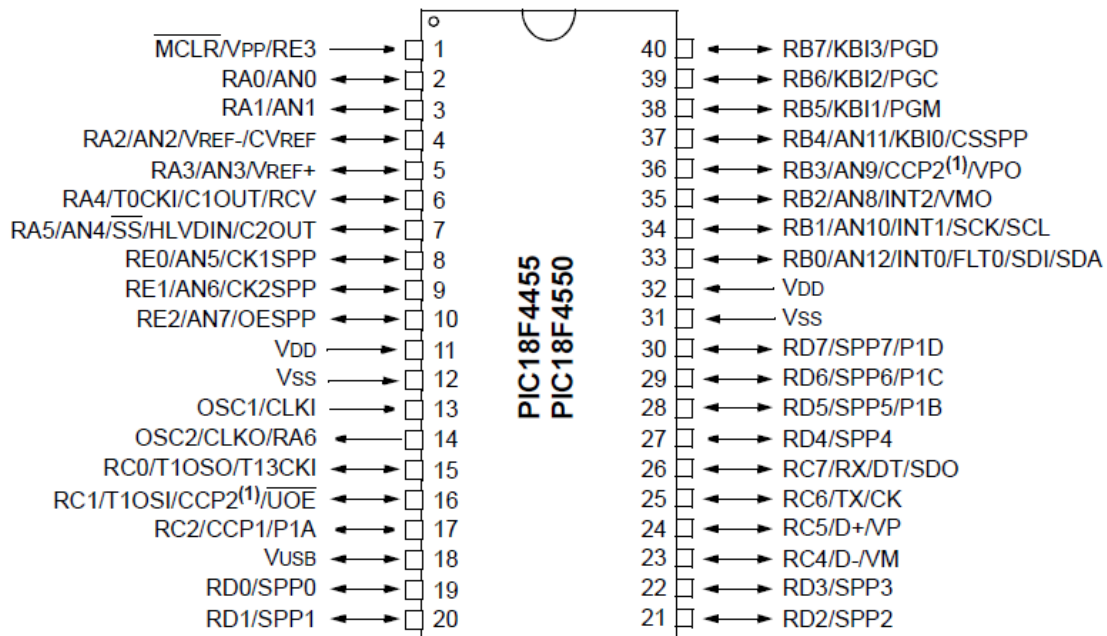 MCLR/VPP/RE3 1
RA0/AN0 2
RA1/AN1 3
RA2/AN2/VREF-/CVREF 4
RA3/AN3/VREF+ 5
RA4/T0CKI/C1OUT/RCV 6
RA5/AN4/SS/HLVDIN/C2OUT 7
RE0/AN5/CK1SPP 8
RE1/AN6/CK2SPP 9
RE2/AN7/OESPP 10
VDD 11
VSS 12
OSC1/CLKI 13
OSC2/CLKO/RA6 14
RC0/T1OSO/T13CKI 15
RC1/T1OSI/CCP2(1)/UOE 16
RC2/CCP1/P1A 17
VUSB 18
RD0/SPP0 19
RD1/SPP1 20
PIC18F4455
PIC18F4550
40 RB7/KBI3/PGD
39 RB6/KBI2/PGC
38 RB5/KBI1/PGM
37 RB4/AN11/KBI0/CSSPP
36 RB3/AN9/CCP2(1)/VPO
35 RB2/AN8/INT2/VMO
34 RB1/AN10/INT1/SCK/SCL
33 RB0/AN12/INT0/FLT0/SDI/SDA
32 VDD
31 VSS
30 RD7/SPP7/P1D
29 RD6/SPP6/P1C
28 RD5/SPP5/P1B
27 RD4/SPP4
26 RC7/RX/DT/SDO
25 RC6/TX/CK
24 RC5/D+/VP
23 RC4/D-/VM
22 RD3/SPP3
21 RD2/SPP2